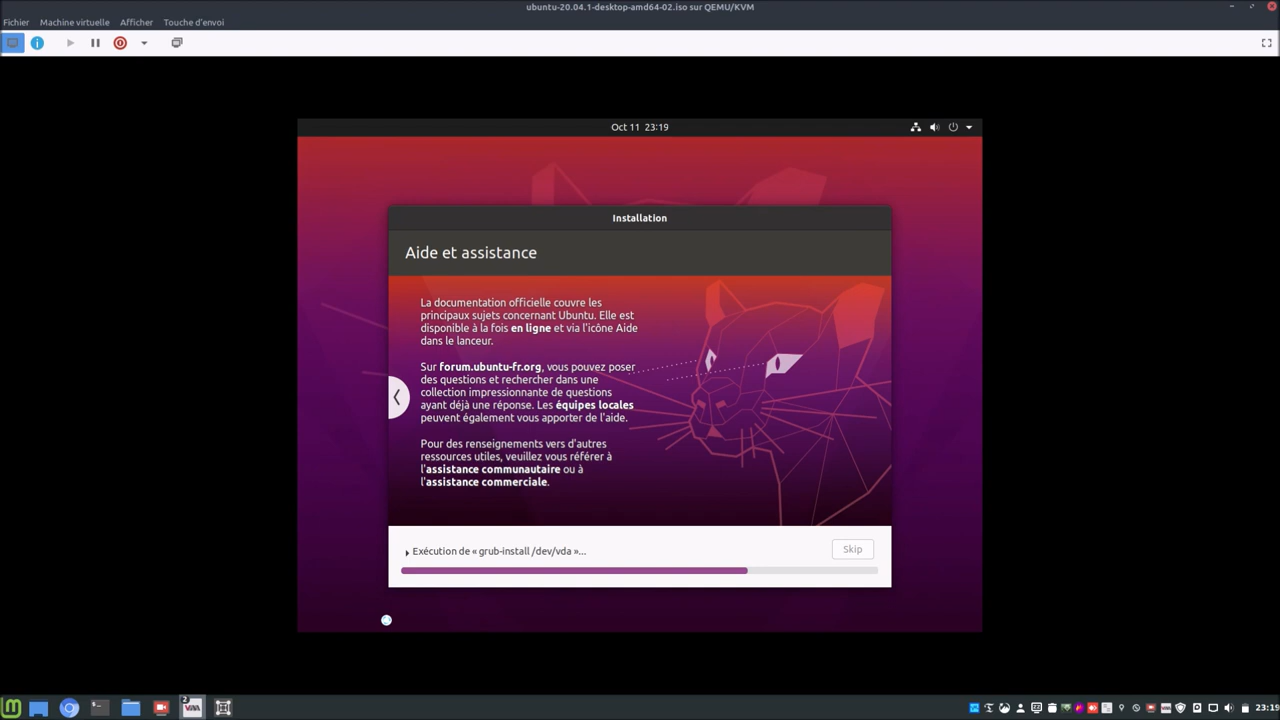 ubuntu-20.04.1-desktop-amd64-02.iso sur QEMU/KVM
Fichier Machine virtuelle Afficher Touche d'envoi
Oct 11 23:19
Installation
Aide et assistance
La documentation officielle couvre les
principaux sujets concernant Ubuntu. Elle est
disponible à la fois en ligne et via l'icône Aide
dans le lanceur.
Sur forum.ubuntu-fr.org, vous pouvez poser
des questions et rechercher dans une
collection impressionnante de questions
ayant déjà une réponse. Les équipes locales
peuvent également vous apporter de l'aide.
Pour des renseignements vers d'autres
ressources utiles, veuillez vous référer à
l'assistance communautaire ou à
l'assistance commerciale.
Exécution de « grub-install /dev/vda »...
Skip
2
23:19